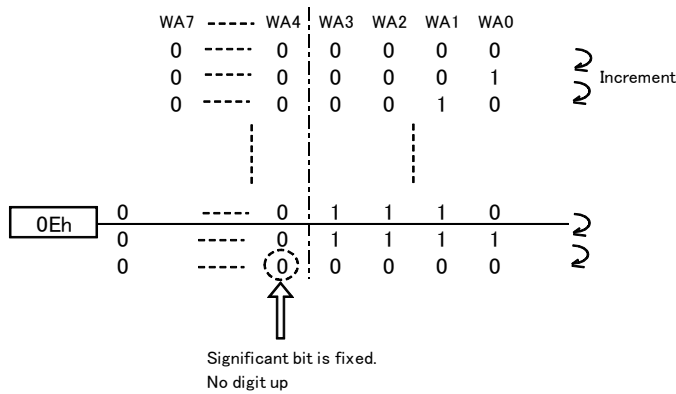 WA7 ----- WA4 WA3 WA2 WA1 WA0
0 ----- 0 0 0 0 0
0 ----- 0 0 0 0 1
Increment
0 ----- 0 0 0 1 0
0 ----- 0 1 1 1 0
0Eh
0 ----- 0 1 1 1 1
0 ----- 0 0 0 0 0
Significant bit is fixed.
No digit up